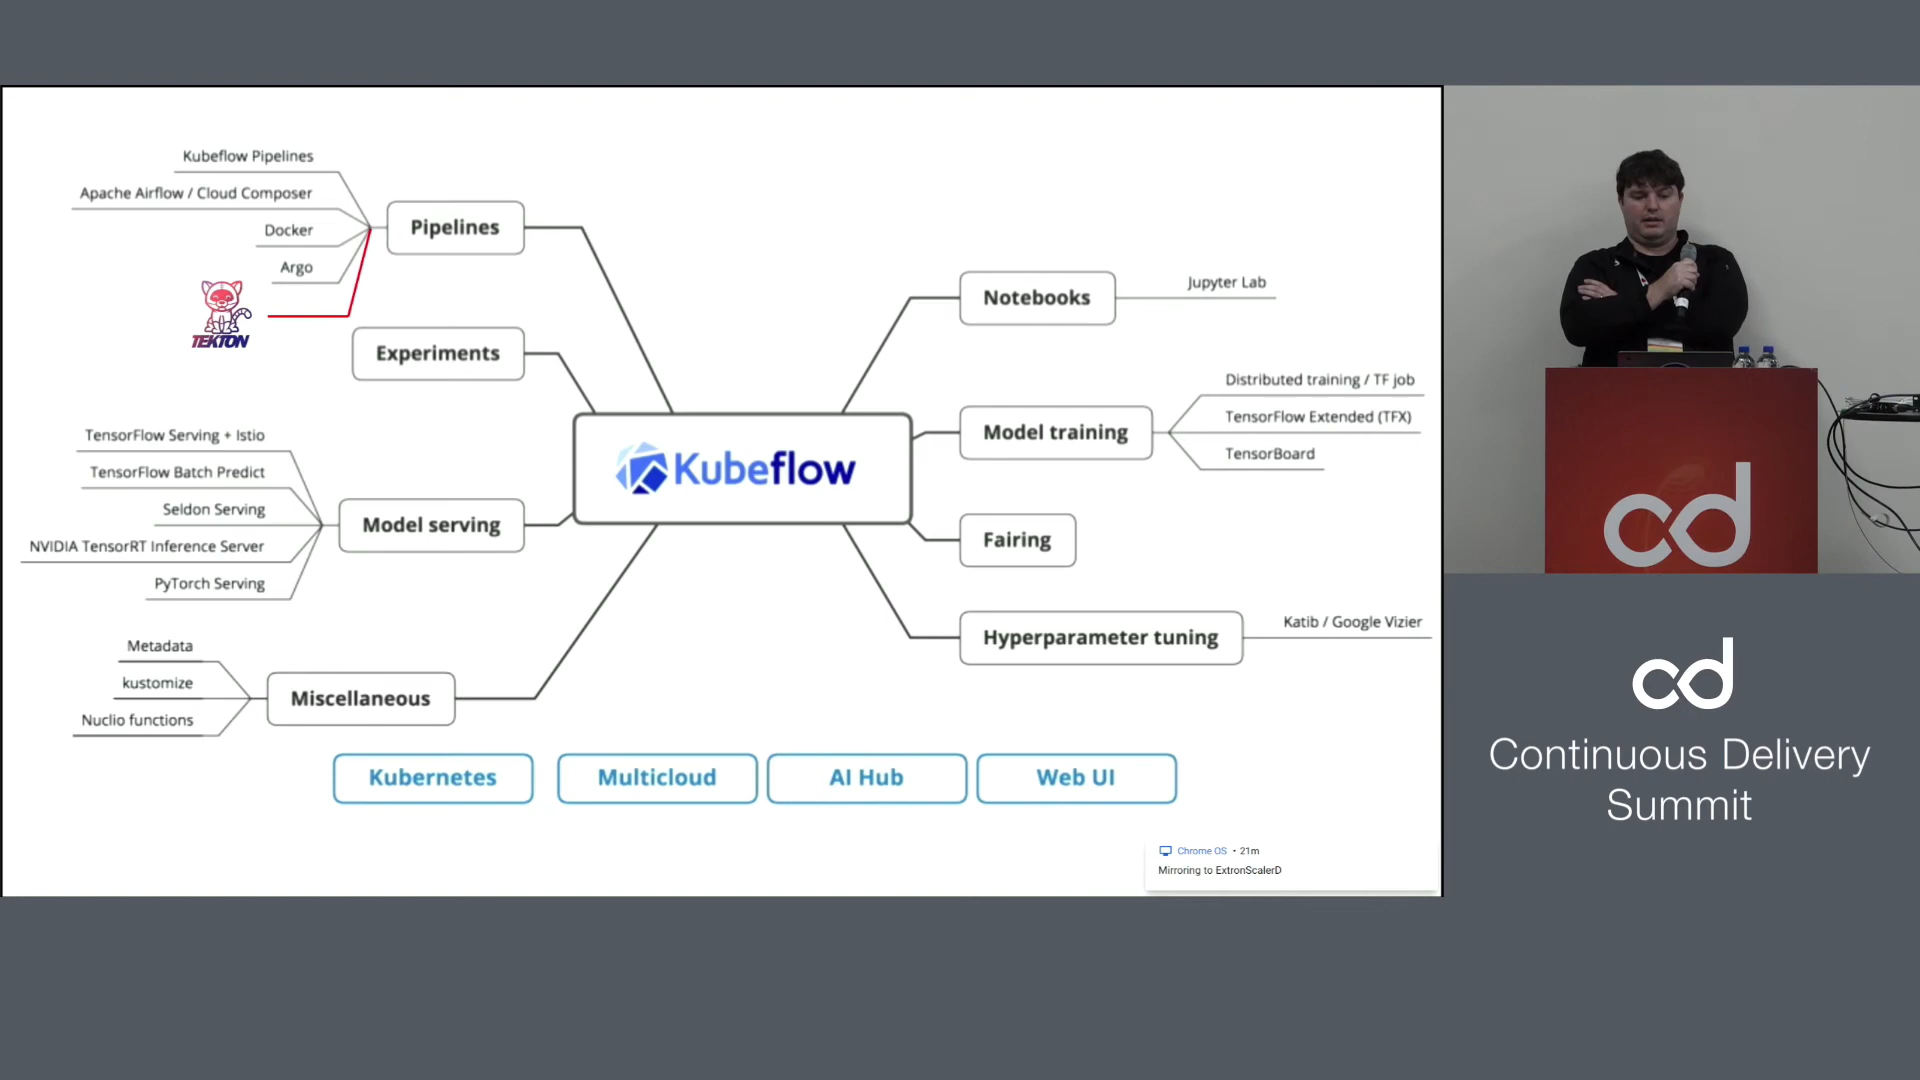 Kubeflow Pipelines
Apache Airflow / Cloud Composer
Docker
Argo
TEKTON
Pipelines
Experiments
TensorFlow Serving + Istio
TensorFlow Batch Predict
Seldon Serving
NVIDIA TensorRT Inference Server
PyTorch Serving
Model serving
Metadata
kustomize
Nuclio functions
Miscellaneous
Kubeflow
Notebooks
Jupyter Lab
Model training
Distributed training / TF job
TensorFlow Extended (TFX)
TensorBoard
Fairing
Hyperparameter tuning
Katib / Google Vizier
Kubernetes
Multicloud
AI Hub
Web UI
Chrome OS • 21m
Mirroring to ExtronScalerD
cd
cd
Continuous Delivery
Summit